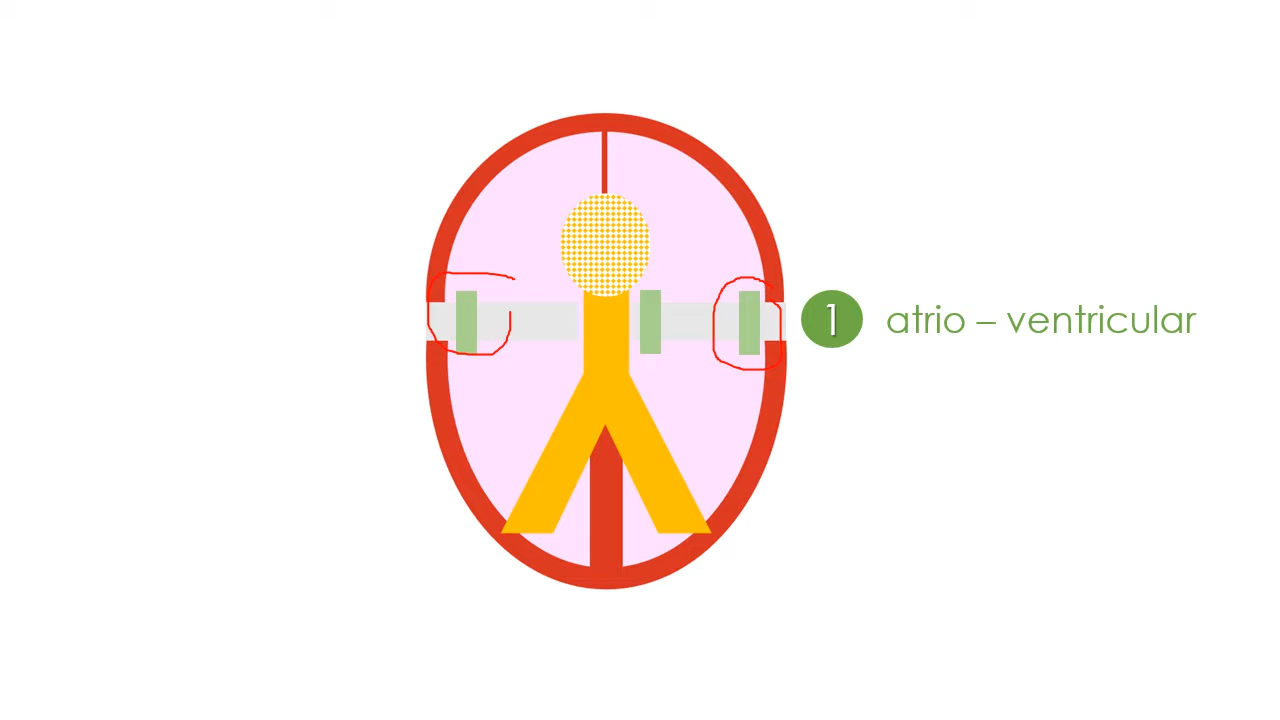 1 atrio – ventricular